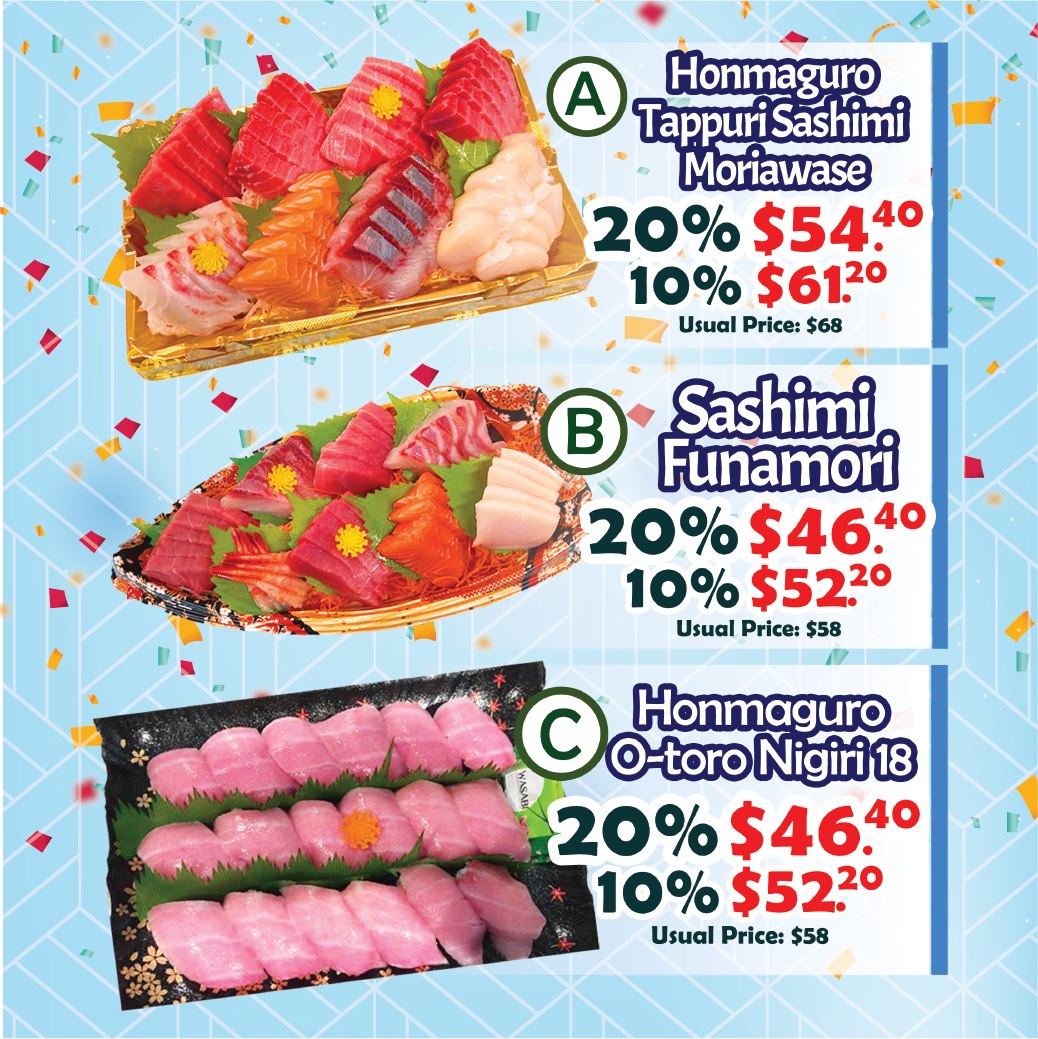 A
Honmaguro
Tappuri Sashimi
Moriawase
20% $54.40
10% $61.20
Usual Price: $68
B
Sashimi
Funamori
20% $46.40
10% $52.20
Usual Price: $58
C
Honmaguro
O-toro Nigiri 18
20% $46.40
10% $52.20
Usual Price: $58